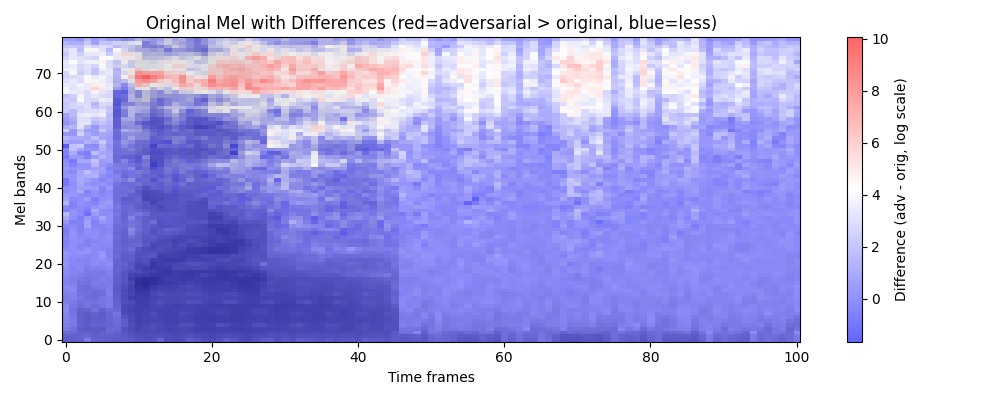 Original Mel with Differences (red=adversarial > original, blue=less)
Mel bands
70
60
50
40
30
20
10
0
0 20 40 60 80 100
Time frames
10
8
6
4
2
0
Difference (adv - orig, log scale)